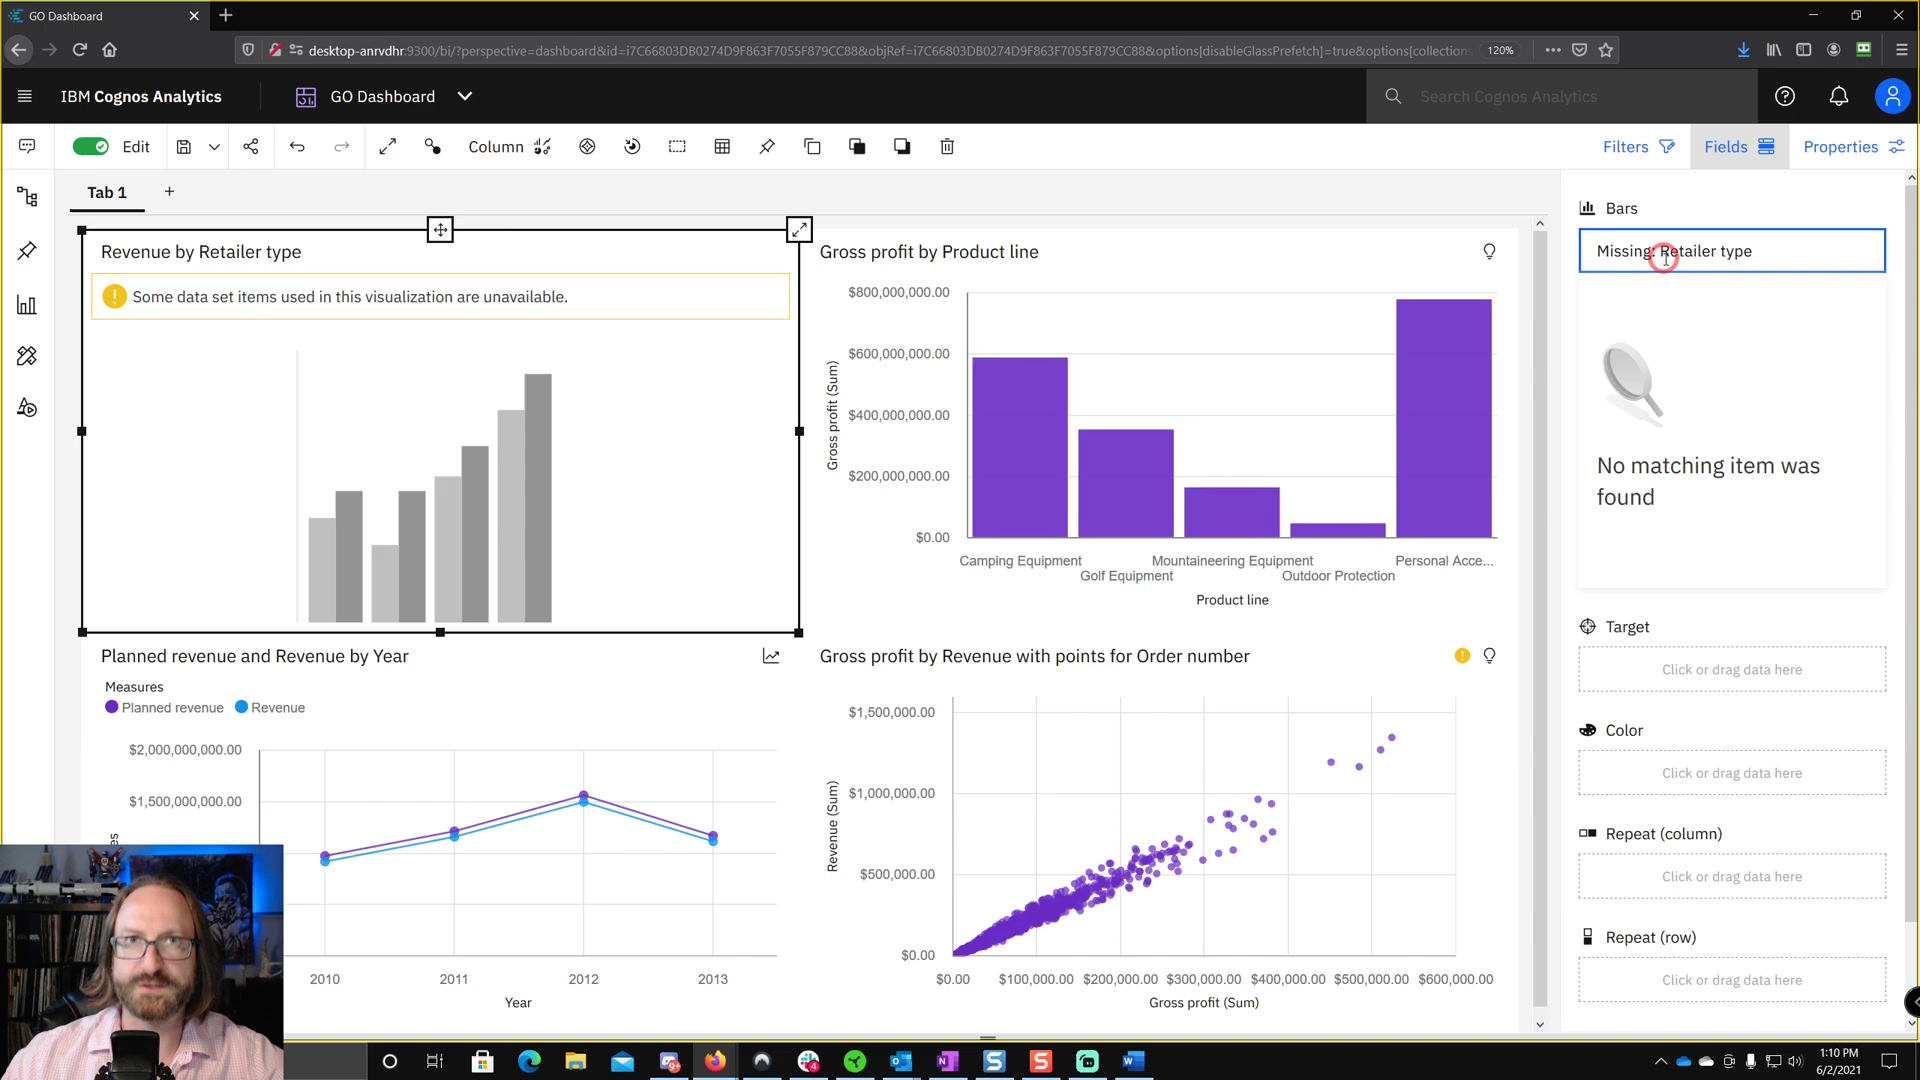 GO Dashboard
desktop-anrvdhr:9300/bi/?perspective=dashboard&id=i7C66803DB0274D9F863F7055F879CC88&objRef=i7C66803DB0274D9F863F7055F879CC88&options[disableGlassPrefetch]=true&options[collection
120%
IBM Cognos Analytics
GO Dashboard
Search Cognos Analytics
Edit
Column
Filters
Fields
Properties
Tab 1
Revenue by Retailer type
Some data set items used in this visualization are unavailable.
Gross profit by Product line
$800,000,000.00
$600,000,000.00
$400,000,000.00
$200,000,000.00
$0.00
Gross profit (Sum)
Camping Equipment
Golf Equipment
Mountaineering Equipment
Outdoor Protection
Personal Acce...
Product line
Planned revenue and Revenue by Year
Measures
Planned revenue
Revenue
$2,000,000,000.00
$1,500,000,000.00
2010
2011
2012
2013
Year
Gross profit by Revenue with points for Order number
$1,500,000.00
$1,000,000.00
$500,000.00
$0.00
Revenue (Sum)
$0.00
$100,000.00
$200,000.00
$300,000.00
$400,000.00
$500,000.00
$600,000.00
Gross profit (Sum)
Bars
Missing: Retailer type
No matching item was
found
Target
Click or drag data here
Color
Click or drag data here
Repeat (column)
Click or drag data here
Repeat (row)
Click or drag data here
1:10 PM
6/2/2021